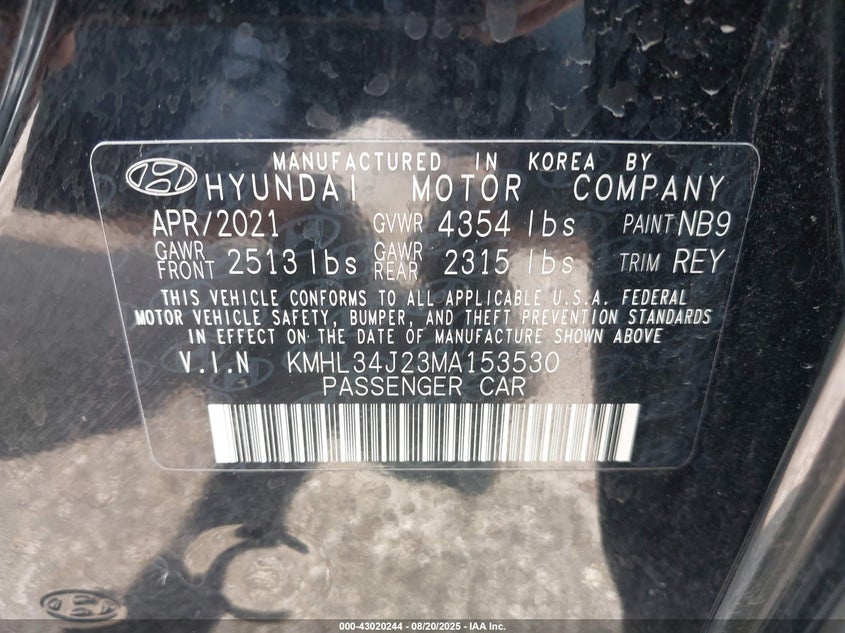 MANUFACTURED IN KOREA BY
HYUNDAI MOTOR COMPANY
APR/2021 GVWR 4354 lbs PAINT NB9
GAWR FRONT 2513 lbs GAWR REAR 2315 lbs TRIM REY
THIS VEHICLE CONFORMS TO ALL APPLICABLE U.S.A. FEDERAL
MOTOR VEHICLE SAFETY, BUMPER, AND THEFT PREVENTION STANDARDS
IN EFFECT ON THE DATE OF MANUFACTURE SHOWN ABOVE
V.I.N KMHL34J23MA153530
PASSENGER CAR
000-43020244 - 08/20/2025 - IAA Inc.